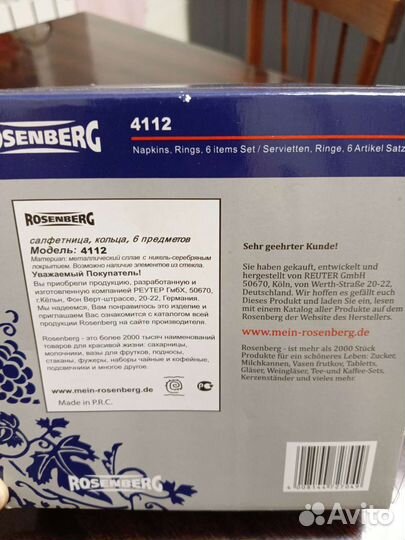 ROSENBERG
4112
Napkins, Rings, 6 items Set / Servietten, Ringe, 6 Artikel Satz
ROSENBERG
салфетница, кольца, 6 предметов
Модель: 4112
Материал: металлический сплав с никель-серебряным
покрытием. Возможно наличие элементов из стекла.
Уважаемый Покупатель!
Вы приобрели продукцию, разработанную и
изготовленную компанией РЕУТЕР ГмбХ, 50670,
г.Кёльн, Фон Верт-штрассе, 20-22, Германия.
Мы надеемся, Вам понравилось это изделие и
приглашаем Вас ознакомится с каталогом всей
продукции Rosenberg на сайте производителя.
Rosenberg - это более 2000 тысяч наименований
товаров для красивой жизни: сахарницы,
молочники, вазы для фруктов, подносы,
стаканы, фужеры, наборы чайные и кофейные,
подсвечники и многое другое.
www.mein-rosenberg.de
Made in P.R.C.
Sehr geehrter Kunde!
Sie haben gekauft, entwickelt und
hergestellt von REUTER GmbH
50670, Köln, von Werth-Straße 20-22,
Deutschland. Wir hoffen es gefällt euch
Dieses Produkt und laden Sie ein, lesen
mit einem Katalog aller Produkte auf dem
Rosenberg der Website des Herstellers.
www.mein-rosenberg.de
Rosenberg - ist mehr als 2000 Stück
Produkte für ein schöneres Leben: Zucker,
Milchkannen, Vasen frutkov, Tabletts,
Gläser, Weingläser, Tee-und Kaffee-Sets,
Kerzenständer und vieles mehr.
ROSENBERG
Avito